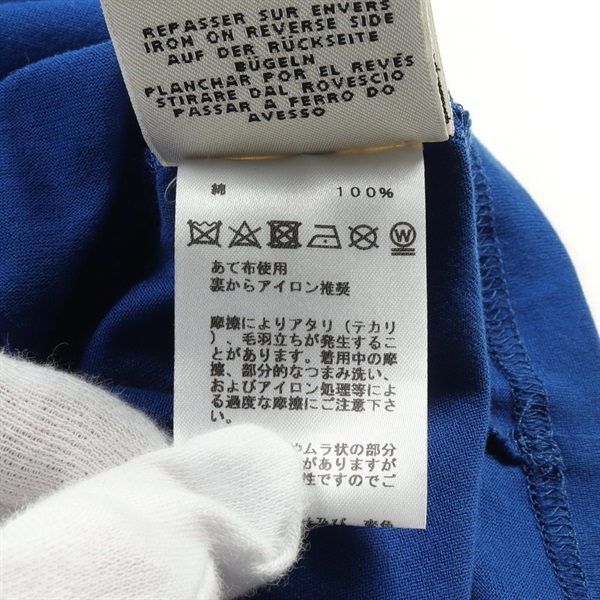 REPASSER SUR ENVERS
IRON ON REVERSE SIDE
AUF DER RÜCKSEITE
BÜGELN
PLANCHAR POR EL REVÉS
STIRARE DAL ROVESCIO
PASSAR A FERRO DO
AVESSO
綿 100%
W
あて布使用
裏からアイロン推奨
摩擦によりアタリ(テカリ
)、毛羽立ちが発生するこ
とがあります。着用中の摩
擦、部分的なつまみ洗い、
およびアイロン処理等によ
る過度な摩擦にご注意下さ
い。
ムラ状の部分
がありますが
性ですのでご